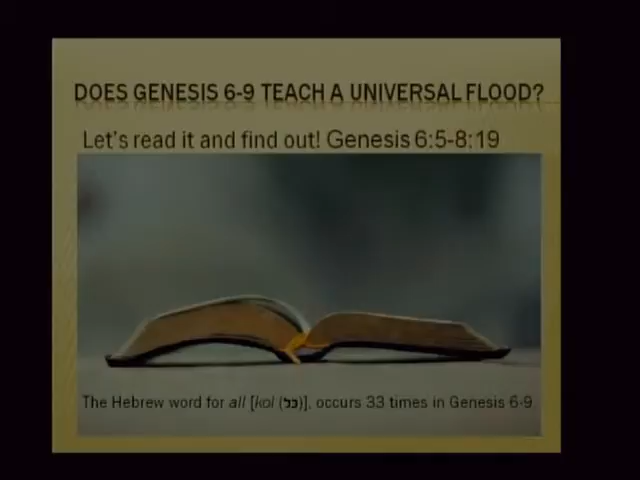 DOES GENESIS 6-9 TEACH A UNIVERSAL FLOOD?
Let's read it and find out! Genesis 6:5-8:19
The Hebrew word for all [kol (כל)], occurs 33 times in Genesis 6-9.